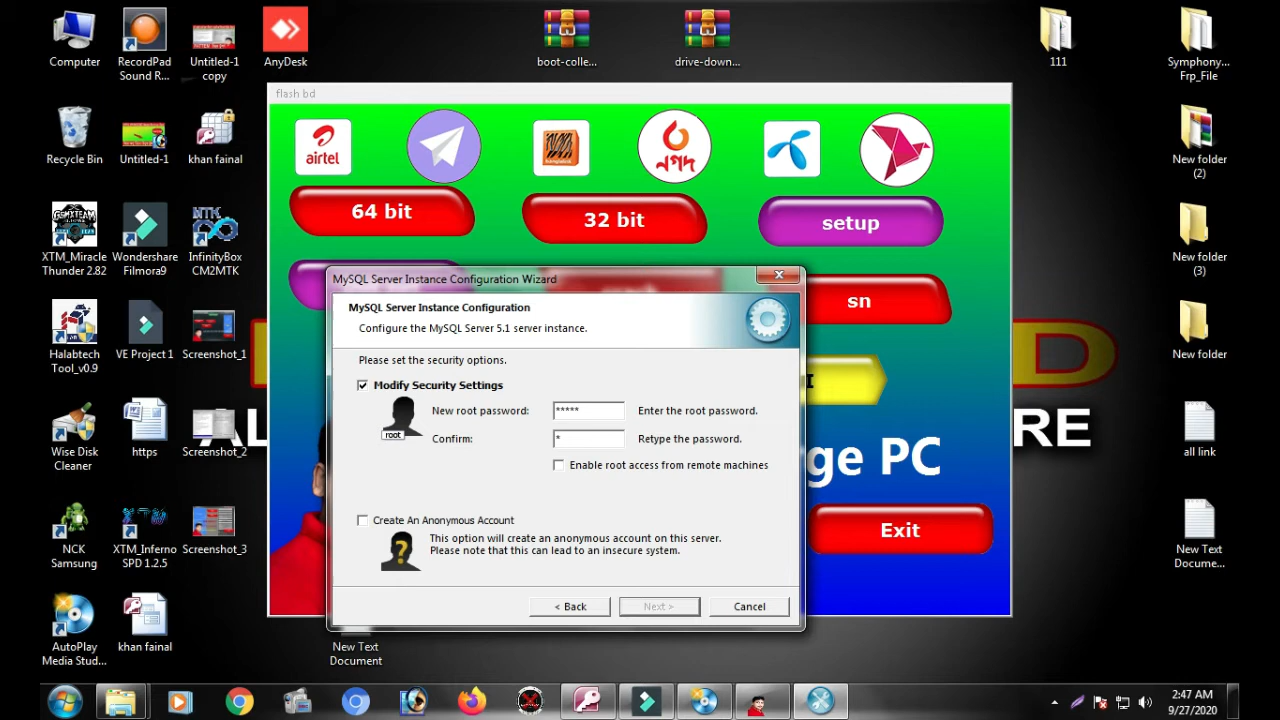 Computer
RecordPad
Sound R...
Untitled-1
copy
AnyDesk
boot-colle...
drive-down...
111
Symphony...
Frp_File
Recycle Bin
Untitled-1
khan fainal
New folder
(2)
XTM_Miracle
Thunder 2.82
Wondershare
Filmora9
InfinityBox
CM2MTK
New folder
(3)
Halabtech
Tool_v0.9
VE Project 1
Screenshot_1
New folder
Wise Disk
Cleaner
https
Screenshot_2
all link
NCK
Samsung
XTM_Inferno
SPD 1.2.5
Screenshot_3
New Text
Docume...
AutoPlay
Media Stud...
khan fainal
New Text
Document
flash bd
airtel
নগদ
64 bit
32 bit
setup
sn
ge PC
Exit
D
RE
MySQL Server Instance Configuration Wizard
MySQL Server Instance Configuration
Configure the MySQL Server 5.1 server instance.
Please set the security options.
Modify Security Settings
root
New root password:
*****
Enter the root password.
Confirm:
*
Retype the password.
Enable root access from remote machines
Create An Anonymous Account
This option will create an anonymous account on this server.
Please note that this can lead to an insecure system.
< Back
Next >
Cancel
2:47 AM
9/27/2020